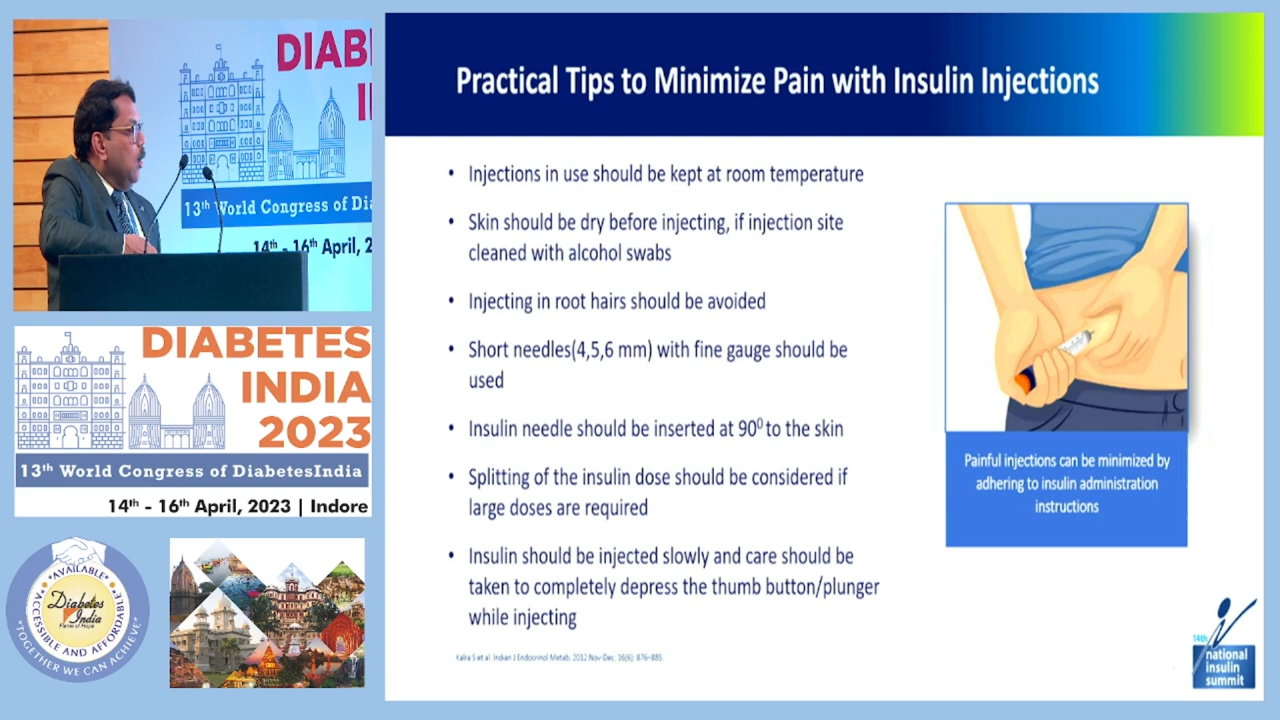 DIAB
I
13th World Congress of Dia
14th - 16th April, 2
DIABETES
INDIA
2023
13th World Congress of DiabetesIndia
14th - 16th April, 2023 | Indore
"AVAILABLE"
"ACCESSIBLE AND AFFORDABLE"
Diabetes
India
Flame of Hope
"TOGETHER WE CAN ACHIEVE"
Practical Tips to Minimize Pain with Insulin Injections
• Injections in use should be kept at room temperature
• Skin should be dry before injecting, if injection site
cleaned with alcohol swabs
• Injecting in root hairs should be avoided
• Short needles(4,5,6 mm) with fine gauge should be
used
• Insulin needle should be inserted at 90⁰ to the skin
• Splitting of the insulin dose should be considered if
large doses are required
• Insulin should be injected slowly and care should be
taken to completely depress the thumb button/plunger
while injecting
Kalra S et al. Indian J Endocrinol Metab. 2012 Nov-Dec; 16(6): 876–885.
Painful injections can be minimized by
adhering to insulin administration
instructions
14th
national
insulin
summit